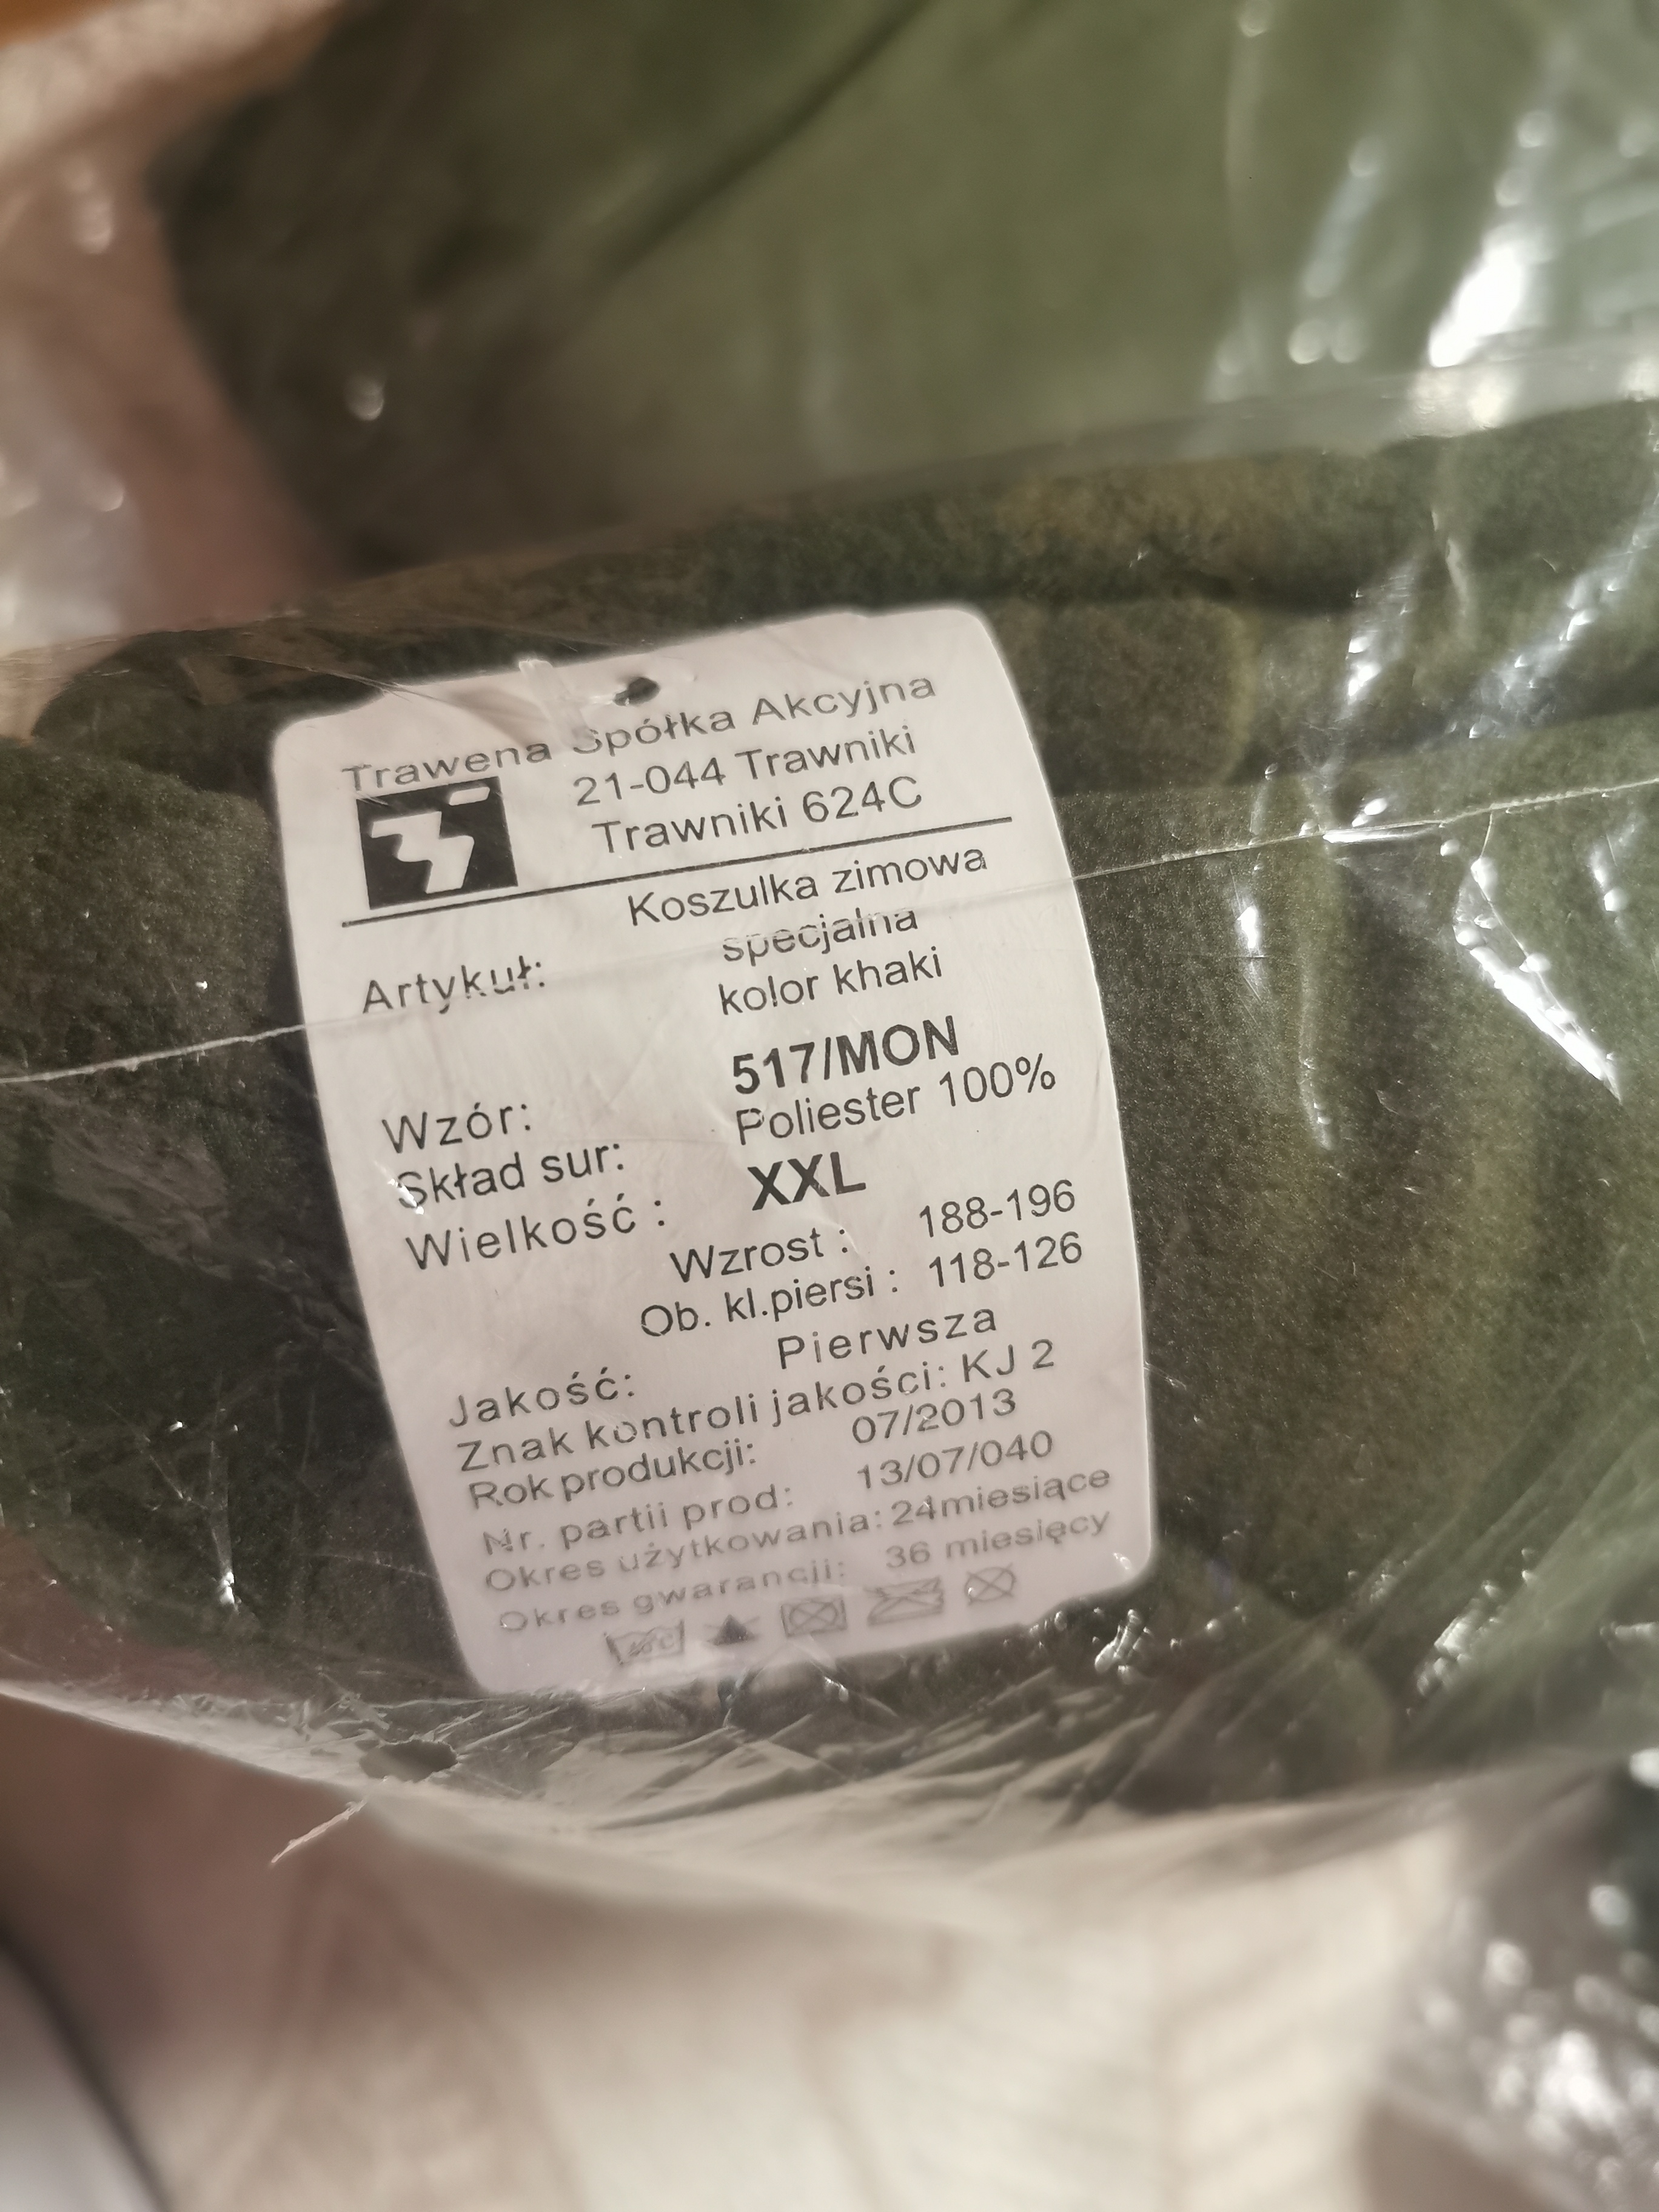 Trawena Spółka Akcyjna
21-044 Trawniki
Trawniki 624C
Koszulka zimowa
specjalna
Artykuł: kolor khaki
Wzór: 517/MON
Skład sur: Poliester 100%
Wielkość : XXL
Wzrost : 188-196
Ob. kl.piersi : 118-126
Jakość: Pierwsza
Znak kontroli jakości: KJ 2
Rok produkcji: 07/2013
Nr. partii prod: 13/07/040
Okres użytkowania: 24miesiące
Okres gwarancji: 36 miesięcy